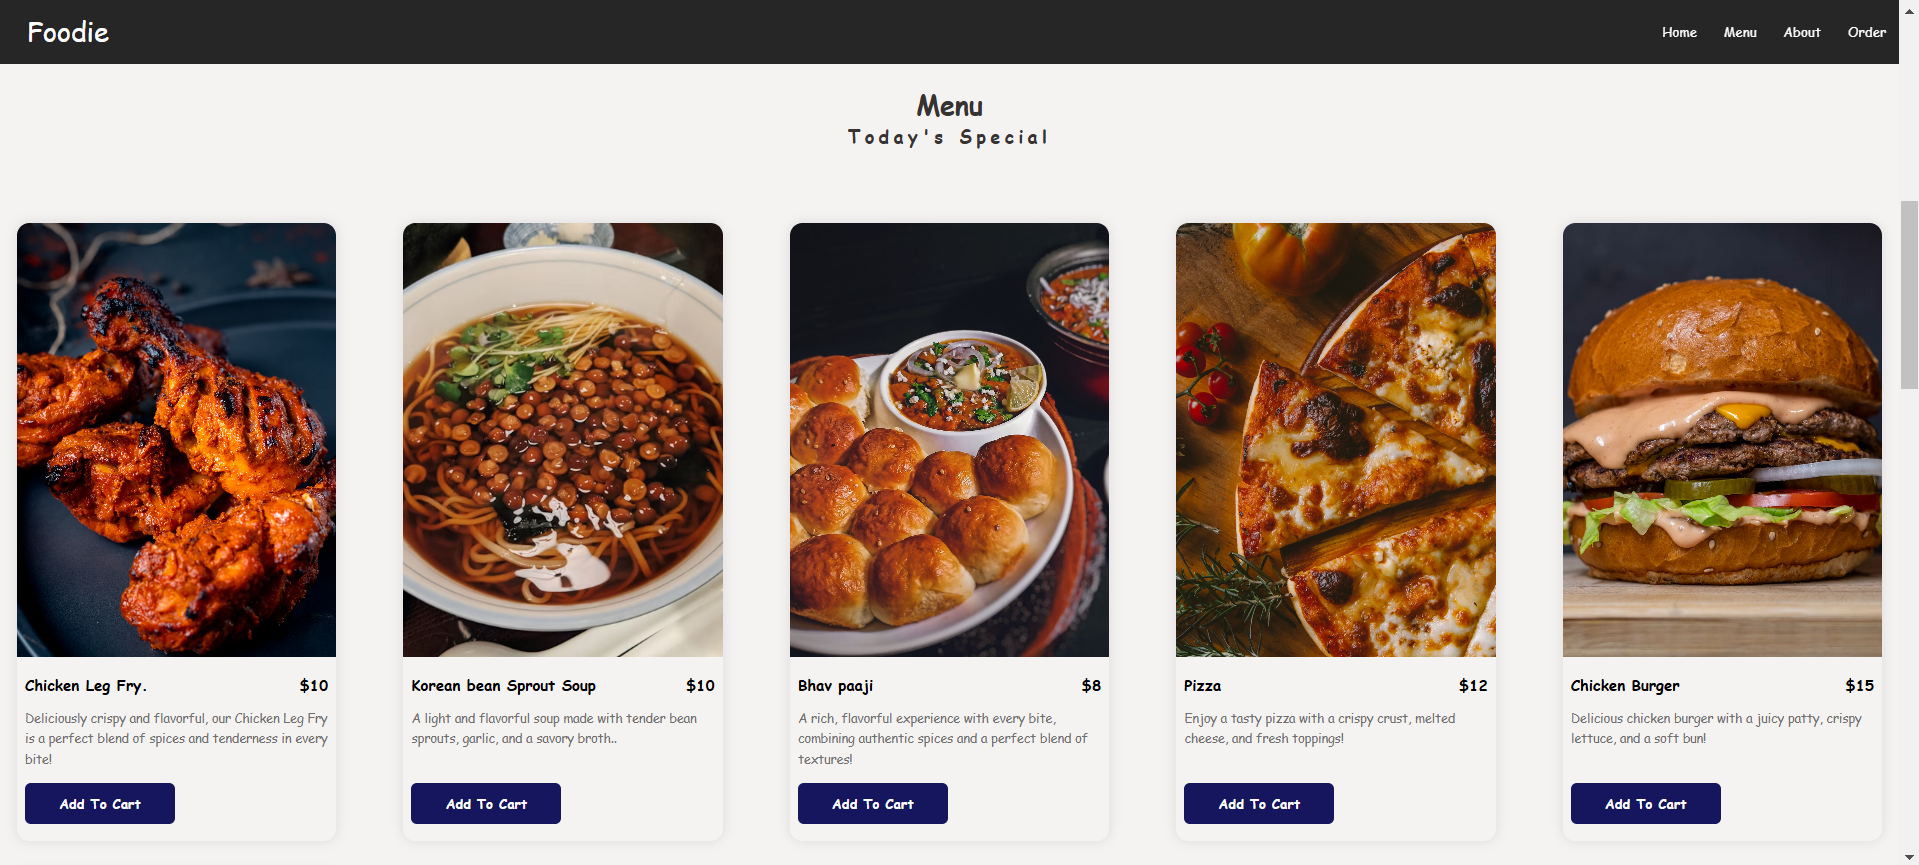 Foodie
Home Menu About Order
Menu
Today's Special
Chicken Leg Fry. $10
Deliciously crispy and flavorful, our Chicken Leg Fry
is a perfect blend of spices and tenderness in every
bite!
Add To Cart
Korean bean Sprout Soup $10
A light and flavorful soup made with tender bean
sprouts, garlic, and a savory broth..
Add To Cart
Bhav paaji $8
A rich, flavorful experience with every bite,
combining authentic spices and a perfect blend of
textures!
Add To Cart
Pizza $12
Enjoy a tasty pizza with a crispy crust, melted
cheese, and fresh toppings!
Add To Cart
Chicken Burger $15
Delicious chicken burger with a juicy patty, crispy
lettuce, and a soft bun!
Add To Cart